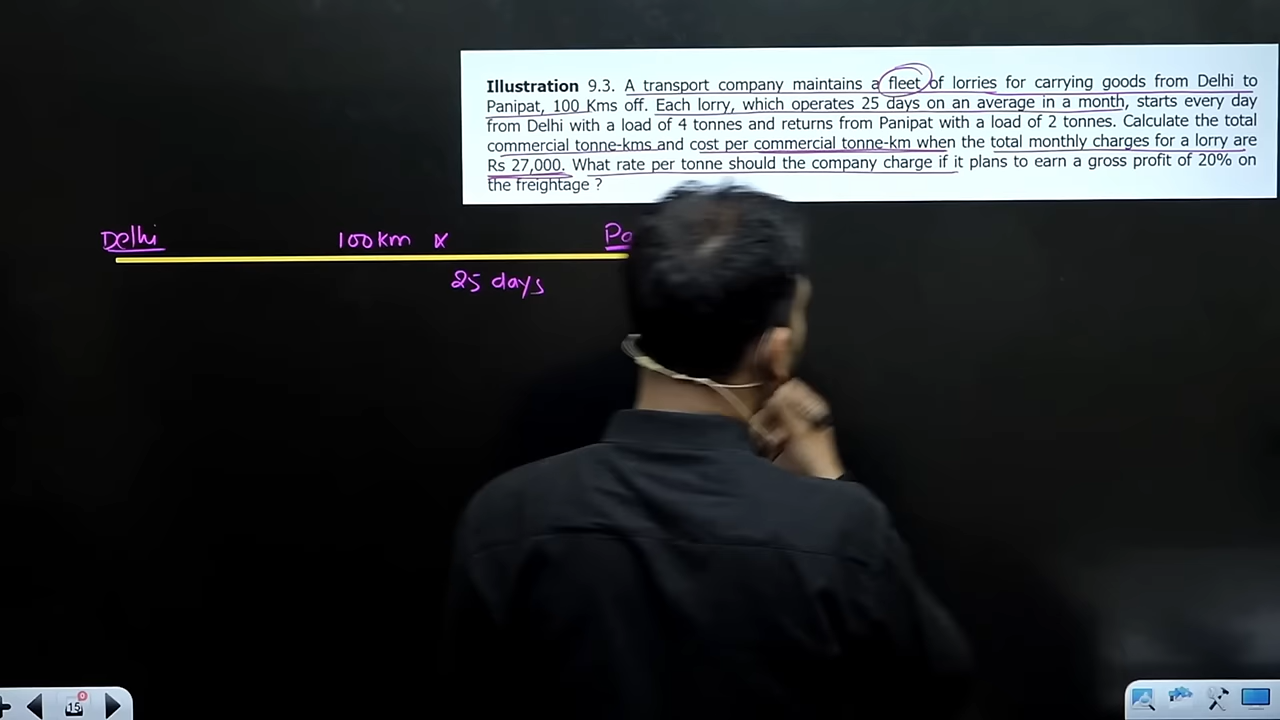 Illustration 9.3. A transport company maintains a fleet of lorries for carrying goods from Delhi to
Panipat, 100 Kms off. Each lorry, which operates 25 days on an average in a month, starts every day
from Delhi with a load of 4 tonnes and returns from Panipat with a load of 2 tonnes. Calculate the total
commercial tonne-kms and cost per commercial tonne-km when the total monthly charges for a lorry are
Rs 27,000. What rate per tonne should the company charge if it plans to earn a gross profit of 20% on
the freightage ?
Delhi 100km x
25 days
15
0